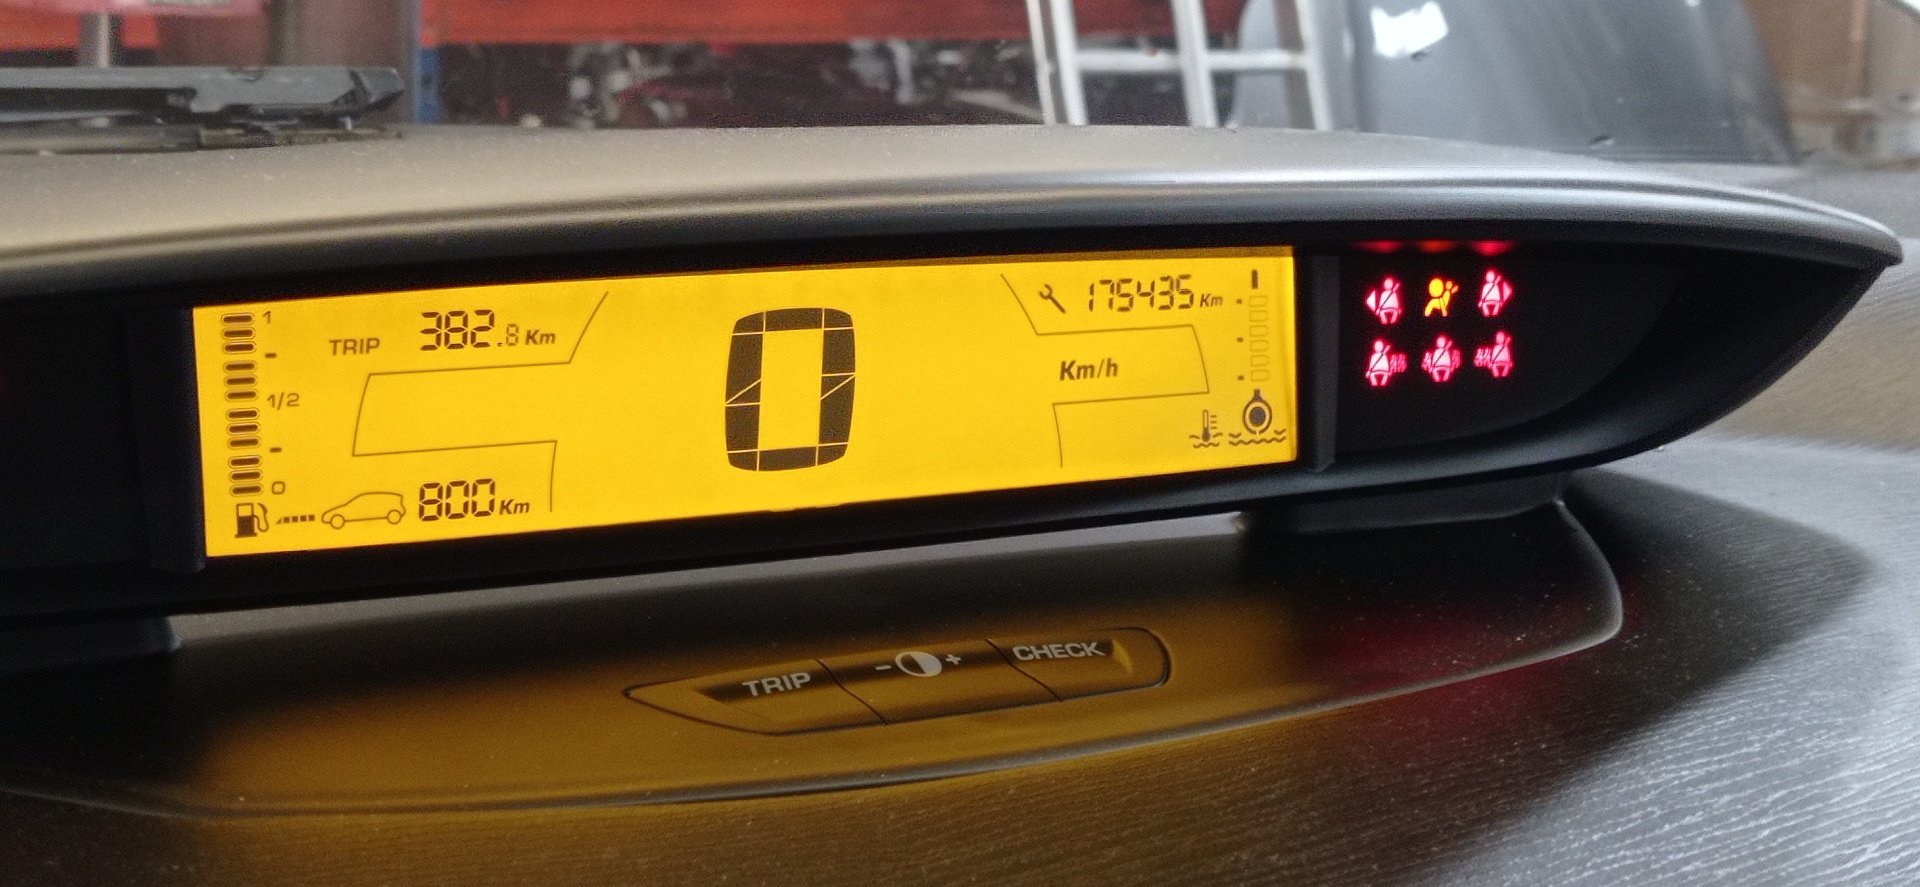 1
1/2
0
TRIP 382.8 Km
800 Km
0
175435 Km
Km/h
TRIP - + CHECK